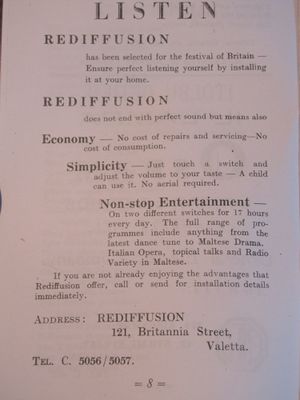 LISTEN
REDIFFUSION
has been selected for the festival of Britain —
Ensure perfect listening yourself by installing
it at your home.
REDIFFUSION
does not end with perfect sound but means also
Economy — No cost of repairs and servicing—No
cost of consumption.
Simplicity — Just touch a switch and
adjust the volume to your taste — A child
can use it. No aerial required.
Non-stop Entertainment —
On two different switches for 17 hours
every day. The full range of pro-
grammes include anything from the
latest dance tune to Maltese Drama.
Italian Opera, topical talks and Radio
Variety in Maltese.
If you are not already enjoying the advantages that
Rediffusion offer, call or send for installation details
immediately.
ADDRESS: REDIFFUSION
121, Britannia Street,
Valetta.
TEL. C. 5056/5057.
= 8 =